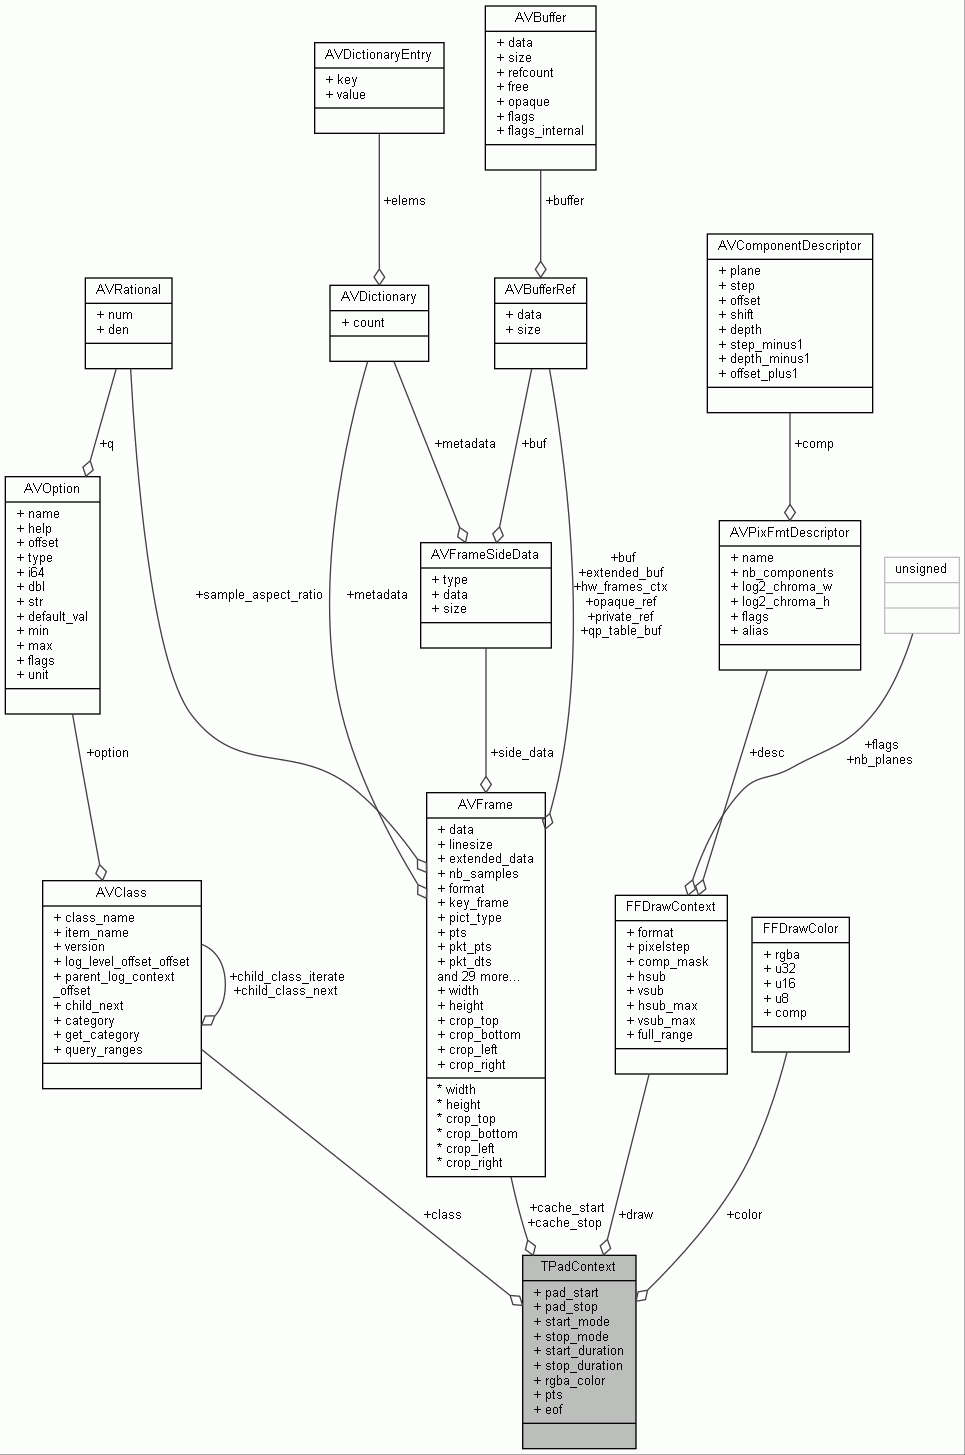 AVBuffer
+ data
+ size
+ refcount
+ free
+ opaque
+ flags
+ flags_internal
AVDictionaryEntry
+ key
+ value
+elems
+buffer
AVComponentDescriptor
+ plane
+ step
+ offset
+ shift
+ depth
+ step_minus1
+ depth_minus1
+ offset_plus1
AVRational
+ num
+ den
AVDictionary
+ count
AVBufferRef
+ data
+ size
+q
+metadata
+buf
+comp
AVOption
+ name
+ help
+ offset
+ type
+ i64
+ dbl
+ str
+ default_val
+ min
+ max
+ flags
+ unit
AVFrameSideData
+ type
+ data
+ size
AVPixFmtDescriptor
+ name
+ nb_components
+ log2_chroma_w
+ log2_chroma_h
+ flags
+ alias
unsigned
+sample_aspect_ratio
+metadata
+buf
+extended_buf
+hw_frames_ctx
+opaque_ref
+private_ref
+qp_table_buf
+option
+side_data
+desc
+flags
+nb_planes
AVFrame
+ data
+ linesize
+ extended_data
+ nb_samples
+ format
+ key_frame
+ pict_type
+ pts
+ pkt_pts
+ pkt_dts
and 29 more...
+ width
+ height
+ crop_top
+ crop_bottom
+ crop_left
+ crop_right
* width
* height
* crop_top
* crop_bottom
* crop_left
* crop_right
AVClass
+ class_name
+ item_name
+ version
+ log_level_offset_offset
+ parent_log_context
_offset
+ child_next
+ category
+ get_category
+ query_ranges
+child_class_iterate
+child_class_next
FFDrawContext
+ format
+ pixelstep
+ comp_mask
+ hsub
+ vsub
+ hsub_max
+ vsub_max
+ full_range
FFDrawColor
+ rgba
+ u32
+ u16
+ u8
+ comp
+class
+cache_start
+cache_stop
+draw
+color
TPadContext
+ pad_start
+ pad_stop
+ start_mode
+ stop_mode
+ start_duration
+ stop_duration
+ rgba_color
+ pts
+ eof